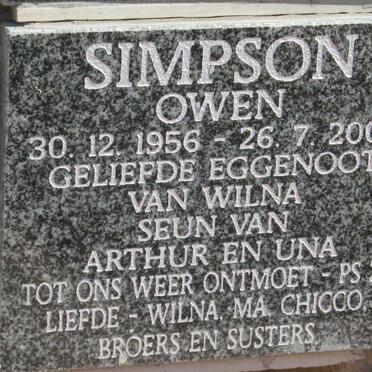 SIMPSON
OWEN
30. 12. 1956 - 26. 7. 200
GELIEFDE EGGENOOT
VAN WILNA
SEUN VAN
ARTHUR EN UNA
TOT ONS WEER ONTMOET - PS
LIEFDE - WILNA, MA, CHICCO,
BROERS EN SUSTERS.